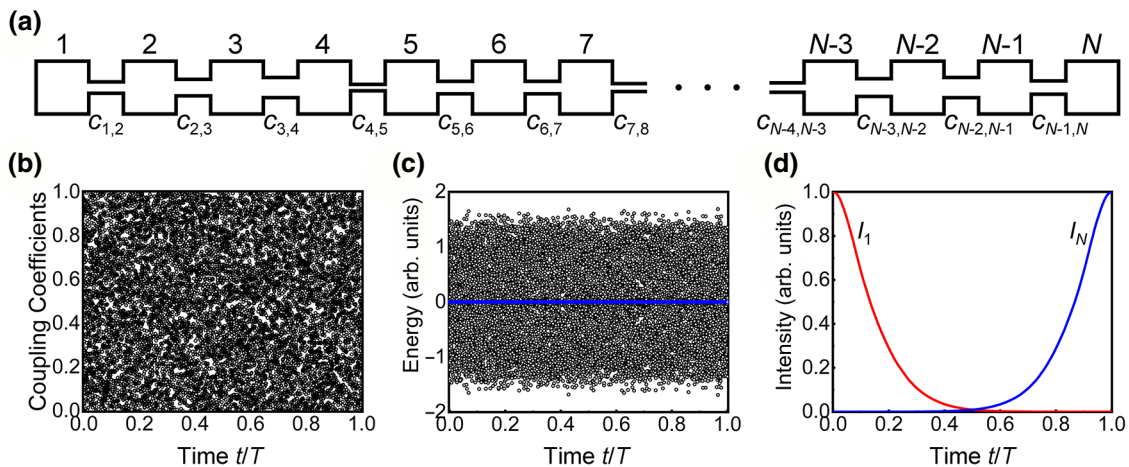 (a)
1 2 3 4 5 6 7 N-3 N-2 N-1 N
. . .
c1,2 c2,3 c3,4 c4,5 c5,6 c6,7 c7,8 cN-4,N-3 cN-3,N-2 cN-2,N-1 cN-1,N
(b)
Coupling Coefficients
1.0
0.8
0.6
0.4
0.2
0.0
0.0 0.2 0.4 0.6 0.8 1.0
Time t/T
(c)
Energy (arb. units)
2
1
0
−1
−2
0.0 0.2 0.4 0.6 0.8 1.0
Time t/T
(d)
Intensity (arb. units)
1.0
0.8
0.6
0.4
0.2
0.0
I1 IN
0.0 0.2 0.4 0.6 0.8 1.0
Time t/T